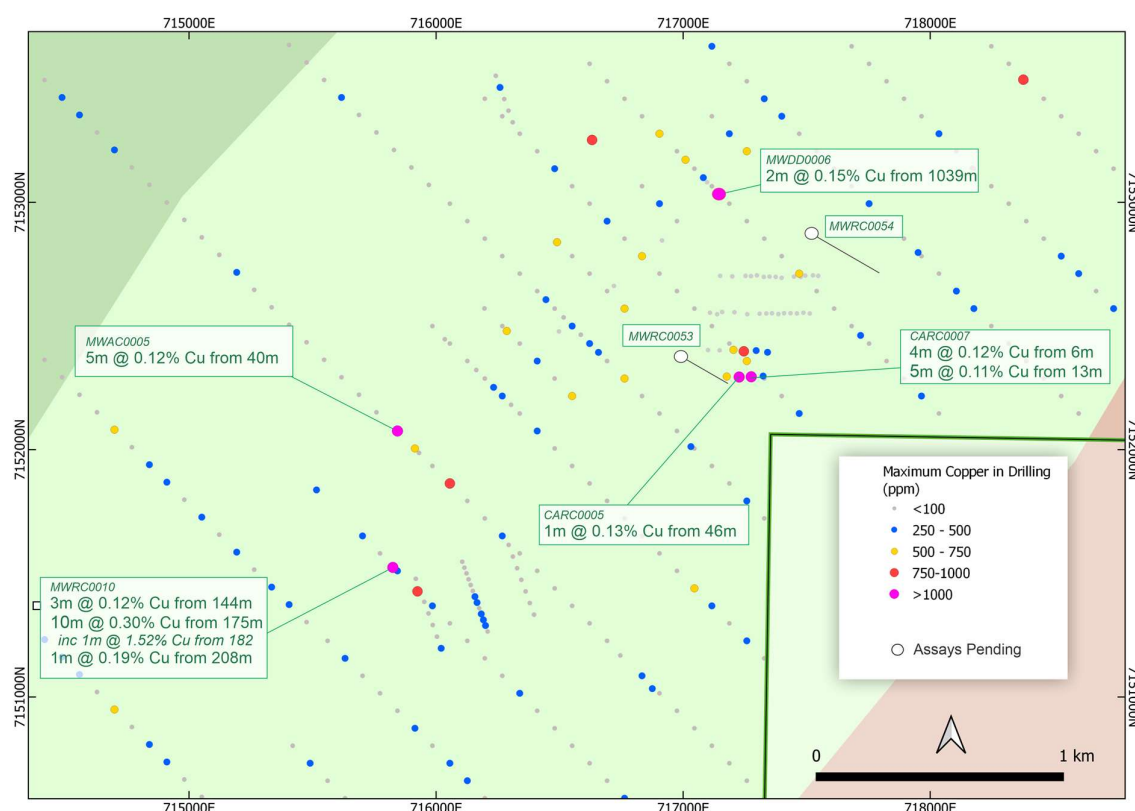 715000E
716000E
717000E
718000E
7153000N
7153000N
MWDD0006
2m @ 0.15% Cu from 1039m
MWRC0054
MWAC0005
5m @ 0.12% Cu from 40m
MWRC0053
CARC0007
4m @ 0.12% Cu from 6m
5m @ 0.11% Cu from 13m
7152000N
7152000N
CARC0005
1m @ 0.13% Cu from 46m
Maximum Copper in Drilling
(ppm)
<100
250 - 500
500 - 750
750-1000
>1000
Assays Pending
MWRC0010
3m @ 0.12% Cu from 144m
10m @ 0.30% Cu from 175m
inc 1m @ 1.52% Cu from 182
1m @ 0.19% Cu from 208m
7151000N
7151000N
0
1 km
715000E
716000E
717000E
718000E